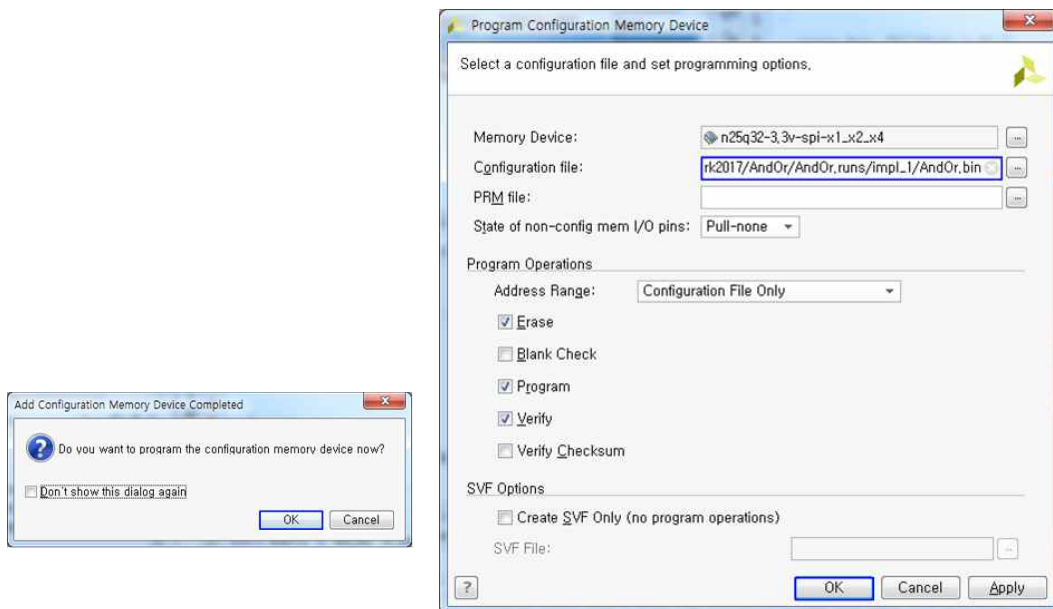 Add Configuration Memory Device Completed
Do you want to program the configuration memory device now?
Don't show this dialog again
OK Cancel
Program Configuration Memory Device
Select a configuration file and set programming options.
Memory Device: n25q32-3.3v-spi-x1_x2_x4 ...
Configuration file: rk2017/AndOr/AndOr.runs/impl_1/AndOr.bin ...
PRM file: ...
State of non-config mem I/O pins: Pull-none
Program Operations
Address Range: Configuration File Only
Erase
Blank Check
Program
Verify
Verify Checksum
SVF Options
Create SVF Only (no program operations)
SVF File: ...
? OK Cancel Apply